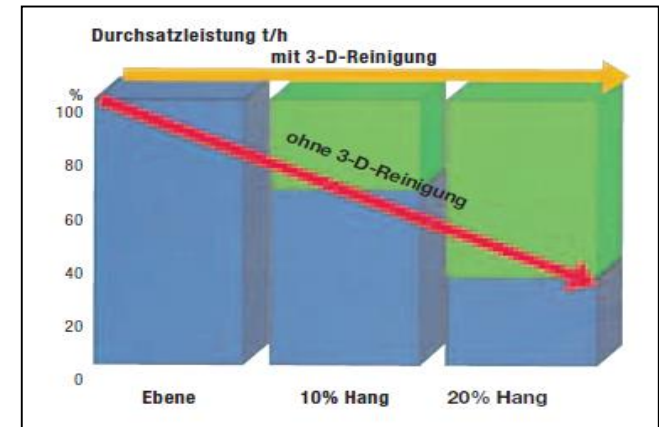 Durchsatzleistung t/h
mit 3-D-Reinigung
%
100
ohne 3-D-Reinigung
80
60
40
20
0
Ebene 10% Hang 20% Hang